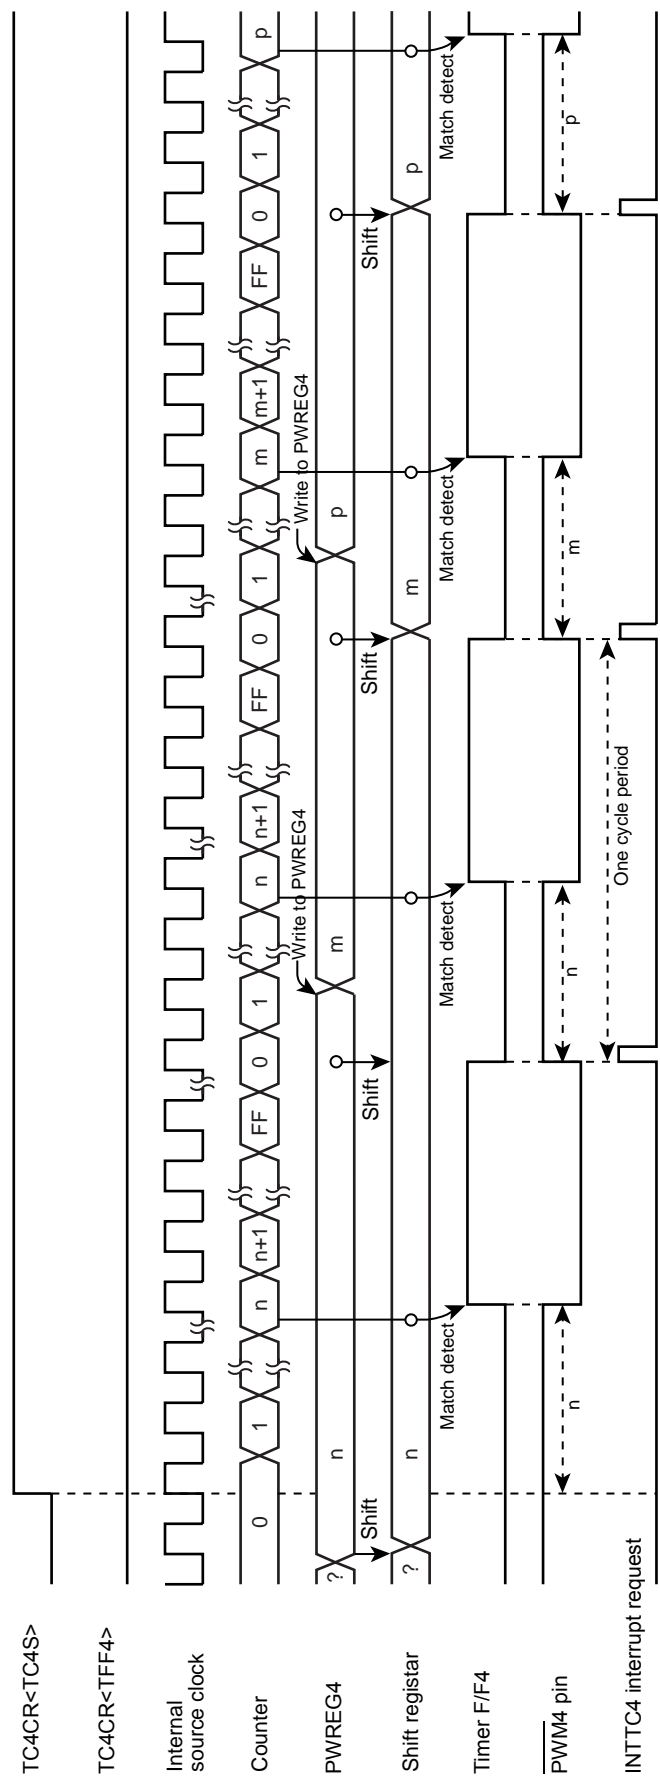 TC4CR<TC4S>
TC4CR<TFF4>
Internal
source clock
Counter
0 1 n n+1 FF 0 1 n n+1 FF 0 1 m m+1 FF 0 1 p
Write to PWREG4
Write to PWREG4
PWREG4
? n m p
Shift
Shift
Shift
Shift
Shift registar
? n m p
Match detect
Match detect
Match detect
Match detect
Timer F/F4
PWM4 pin
n n m p
One cycle period
INTTC4 interrupt request